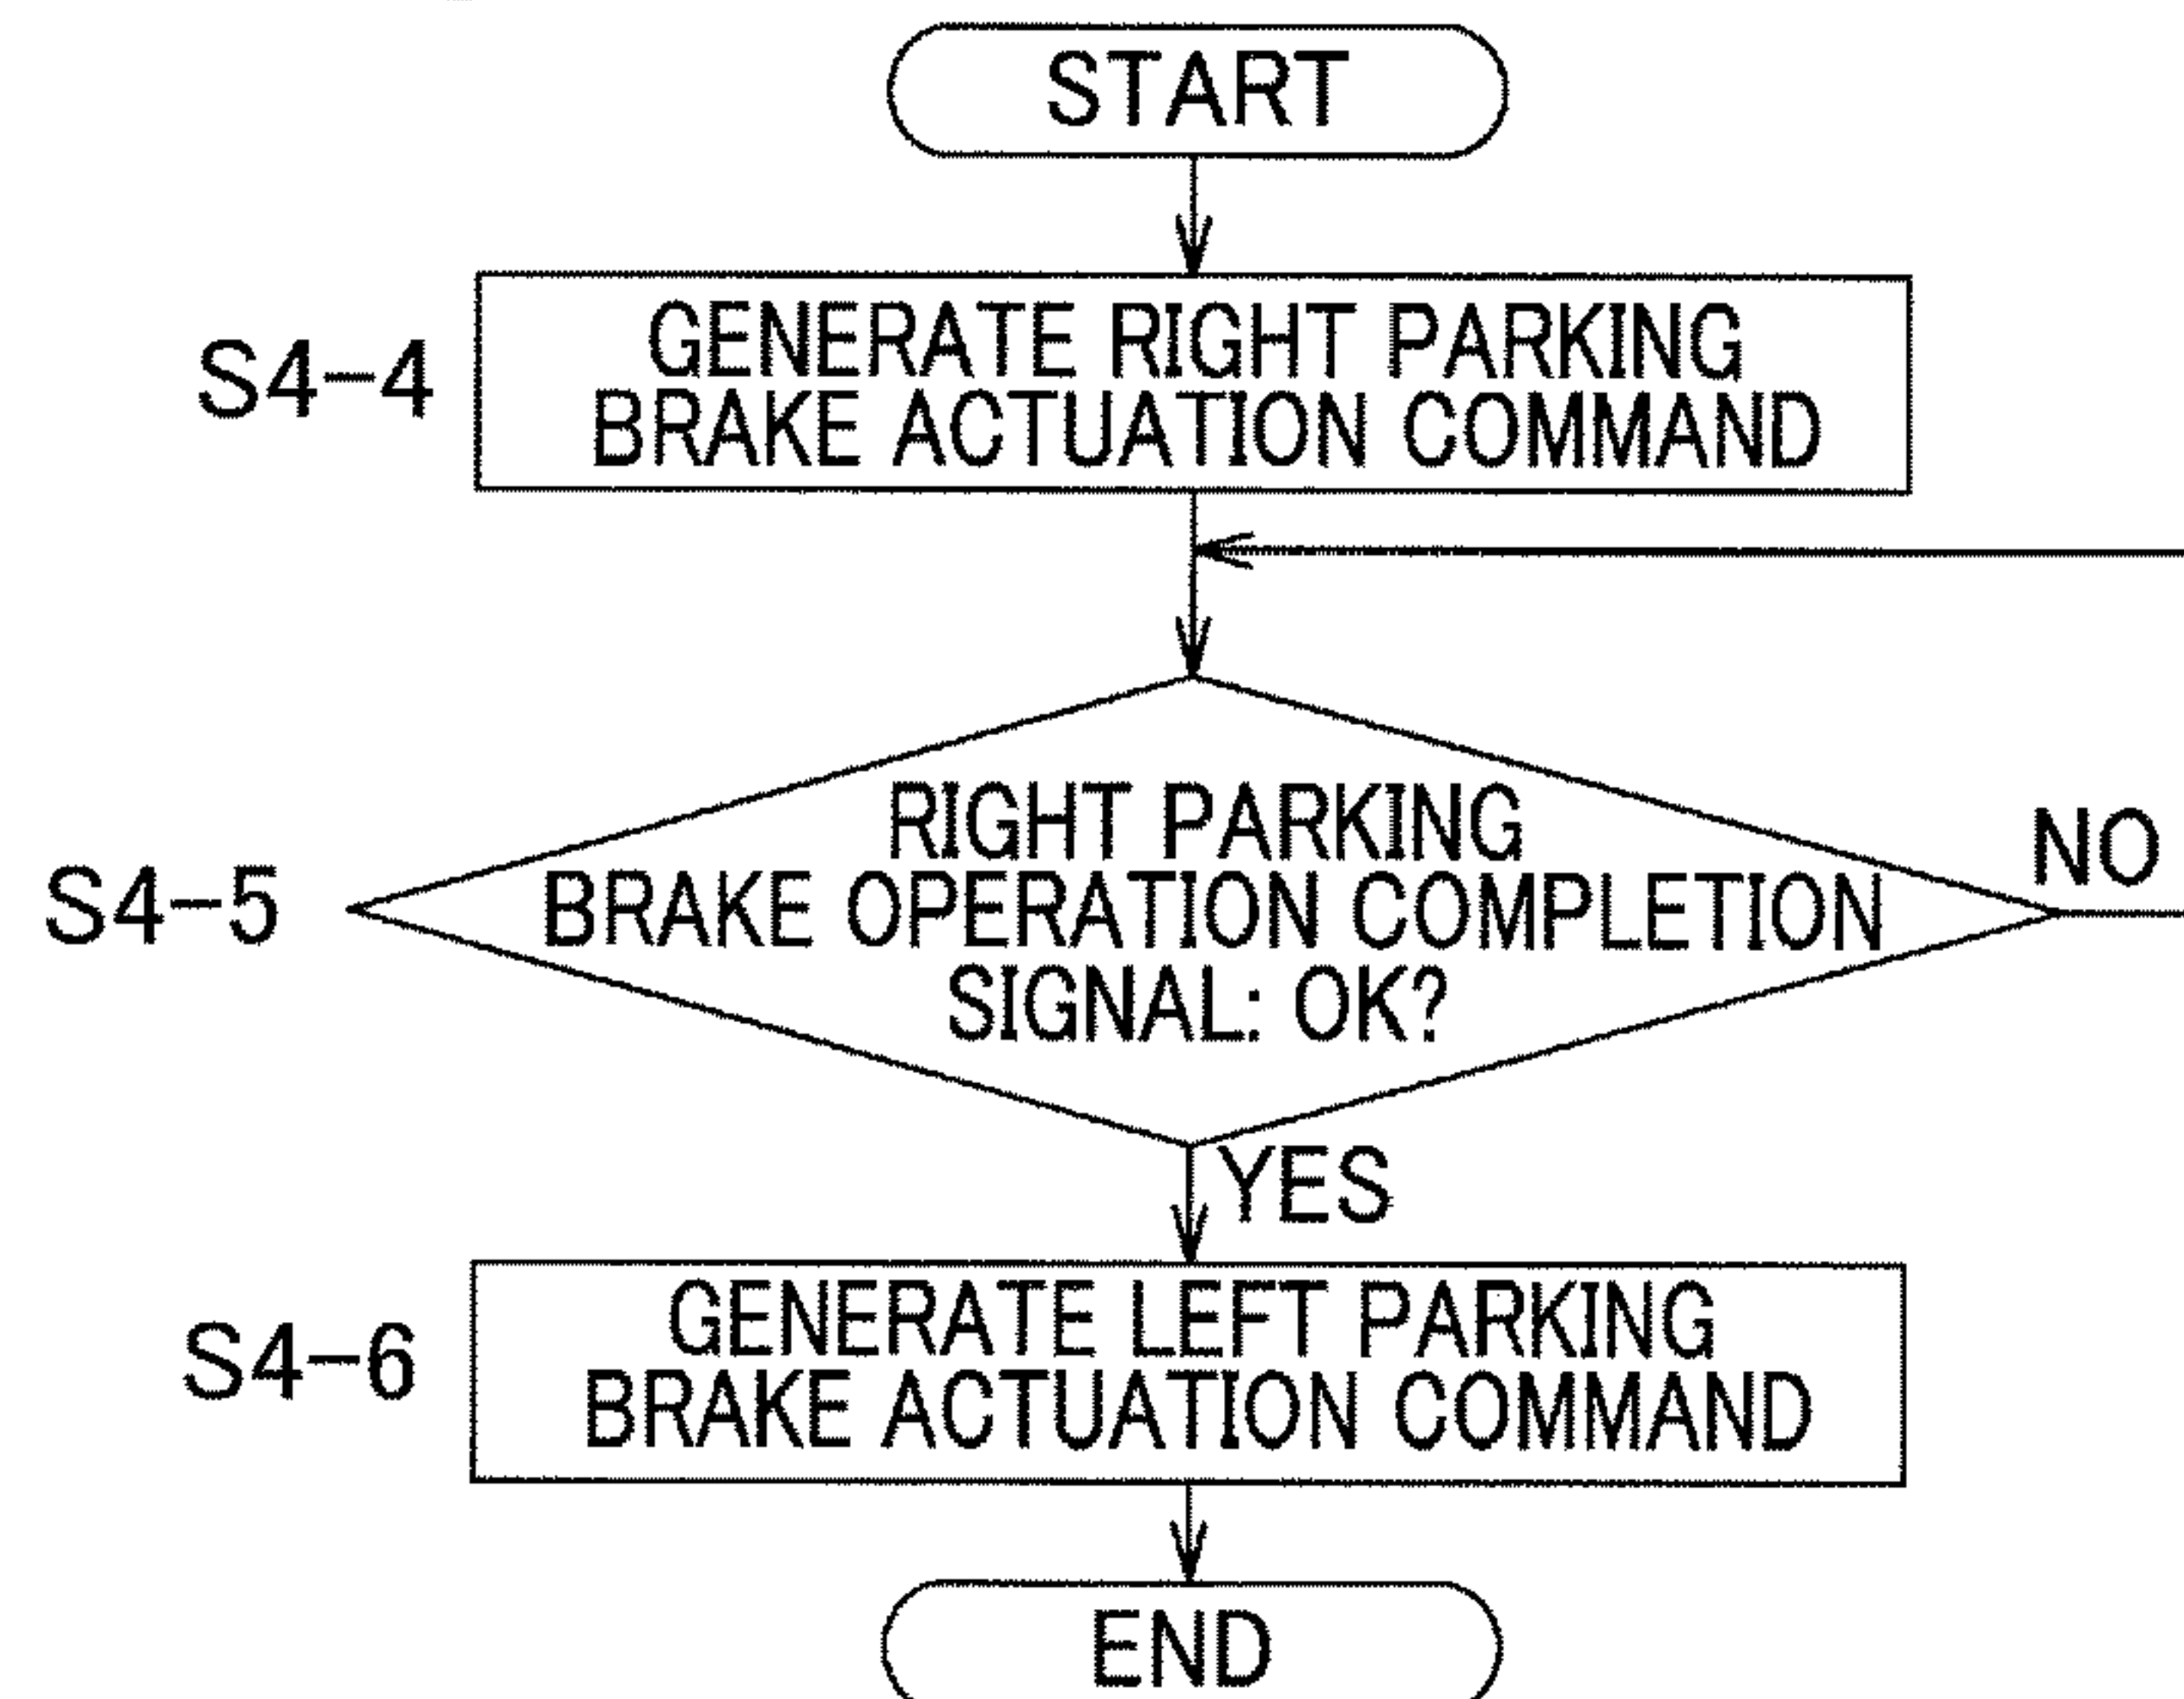 START
S4-4
GENERATE RIGHT PARKING
BRAKE ACTUATION COMMAND
S4-5
RIGHT PARKING
BRAKE OPERATION COMPLETION
SIGNAL: OK?
NO
YES
S4-6
GENERATE LEFT PARKING
BRAKE ACTUATION COMMAND
END